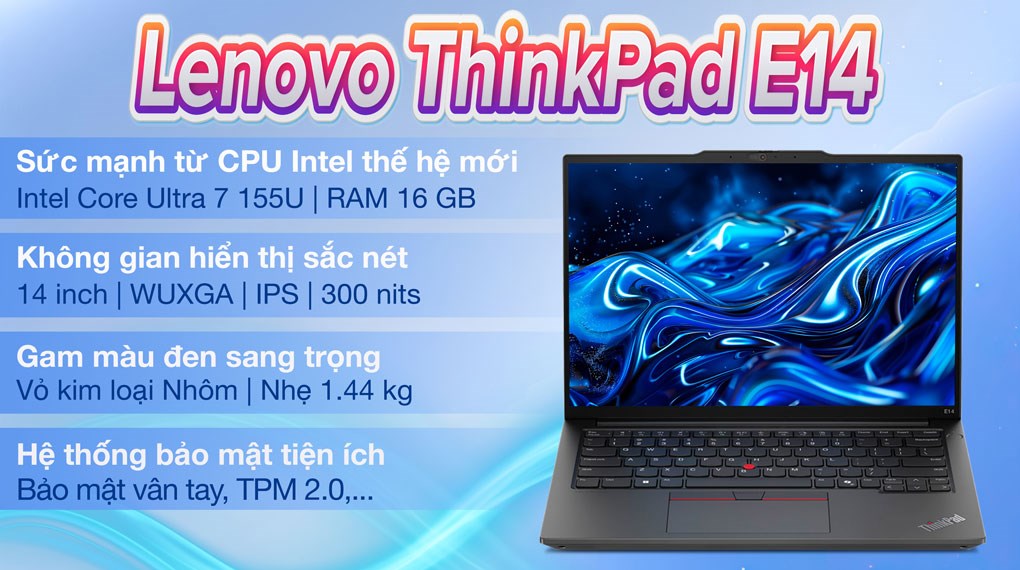 Lenovo ThinkPad E14
Sức mạnh từ CPU Intel thế hệ mới
Intel Core Ultra 7 155U | RAM 16 GB
Không gian hiển thị sắc nét
14 inch | WUXGA | IPS | 300 nits
Gam màu đen sang trọng
Vỏ kim loại Nhôm | Nhẹ 1.44 kg
Hệ thống bảo mật tiện ích
Bảo mật vân tay, TPM 2.0,...
E14
ThinkPad